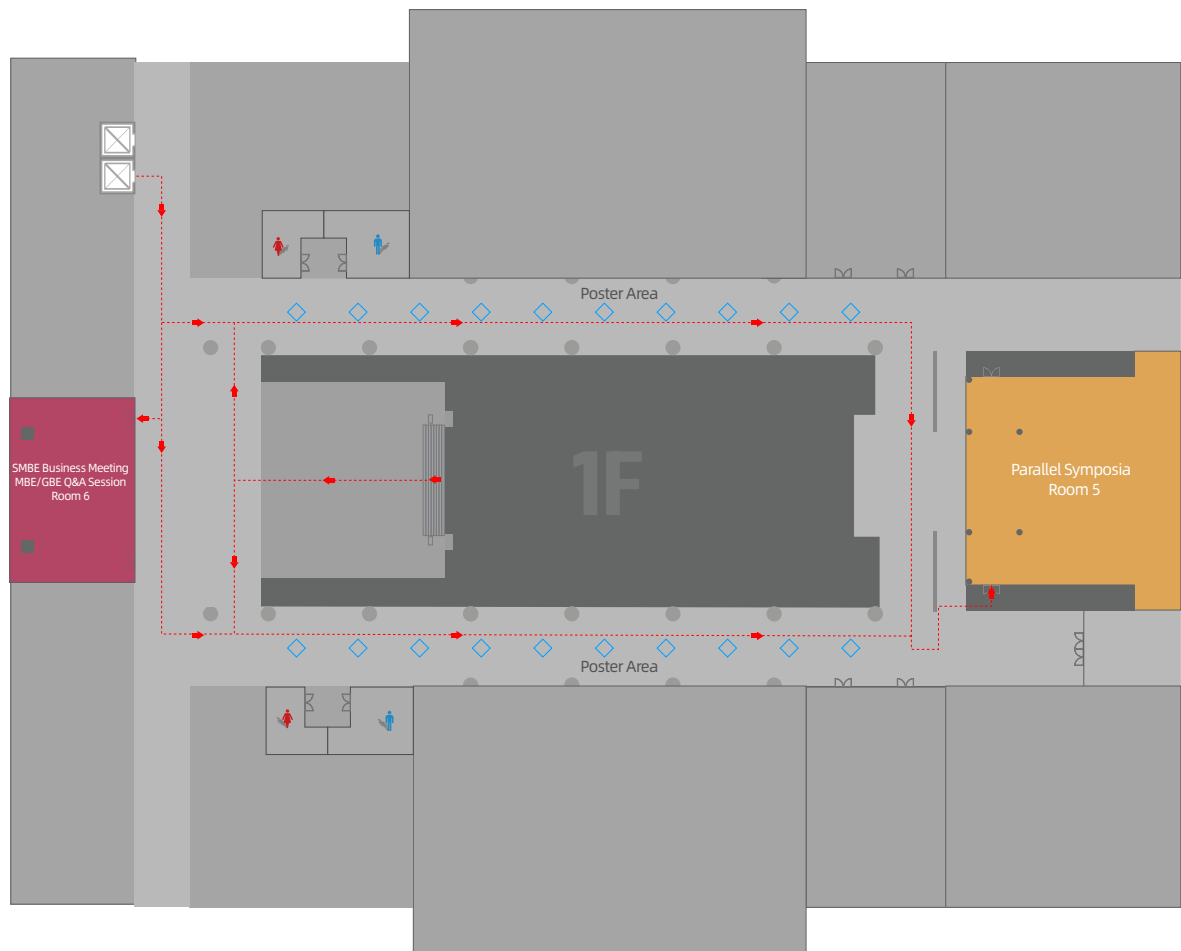 Poster Area
1F
SMBE Business Meeting
MBE/GBE Q&A Session
Room 6
Parallel Symposia
Room 5
Poster Area